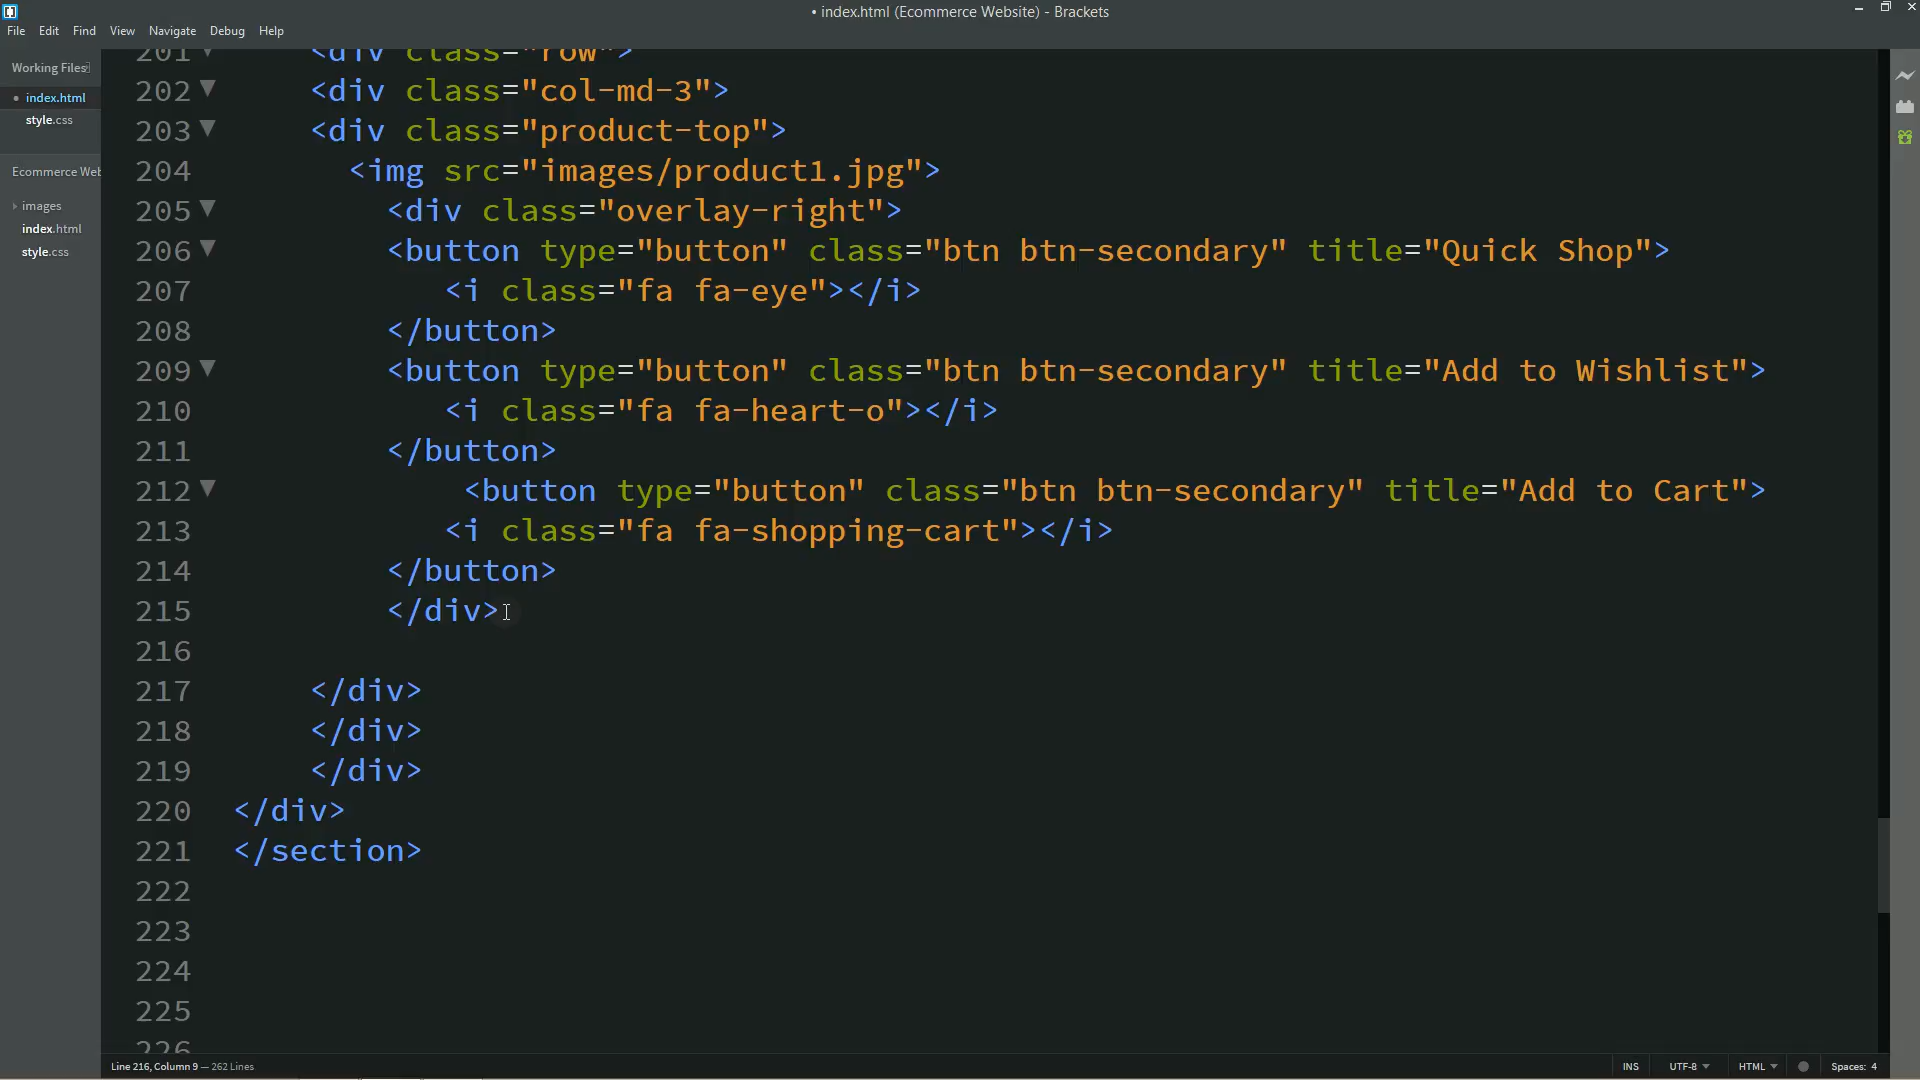 • index.html (Ecommerce Website) - Brackets
File Edit Find View Navigate Debug Help
Working Files
• index.html
style.css
Ecommerce Web
images
index.html
style.css
201 <div class="row">
202 <div class="col-md-3">
203 <div class="product-top">
204 <img src="images/product1.jpg">
205 <div class="overlay-right">
206 <button type="button" class="btn btn-secondary" title="Quick Shop">
207 <i class="fa fa-eye"></i>
208 </button>
209 <button type="button" class="btn btn-secondary" title="Add to Wishlist">
210 <i class="fa fa-heart-o"></i>
211 </button>
212 <button type="button" class="btn btn-secondary" title="Add to Cart">
213 <i class="fa fa-shopping-cart"></i>
214 </button>
215 </div>
216
217 </div>
218 </div>
219 </div>
220 </div>
221 </section>
222
223
224
225
226
Line 216, Column 9 — 262 Lines
INS UTF-8 HTML Spaces: 4